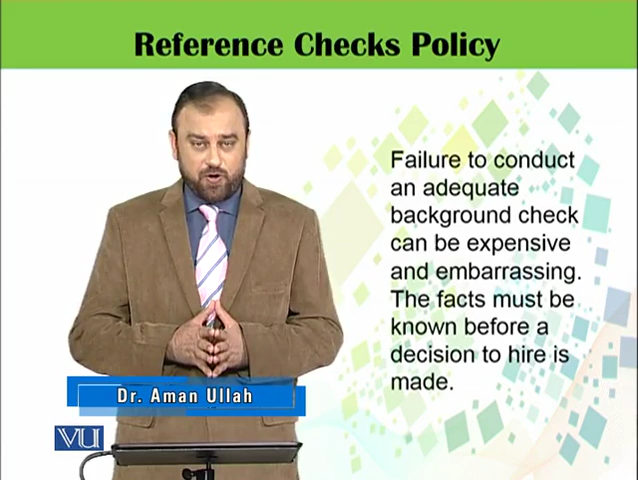 Reference Checks Policy
Failure to conduct
an adequate
background check
can be expensive
and embarrassing.
The facts must be
known before a
decision to hire is
made.
Dr. Aman Ullah
VU